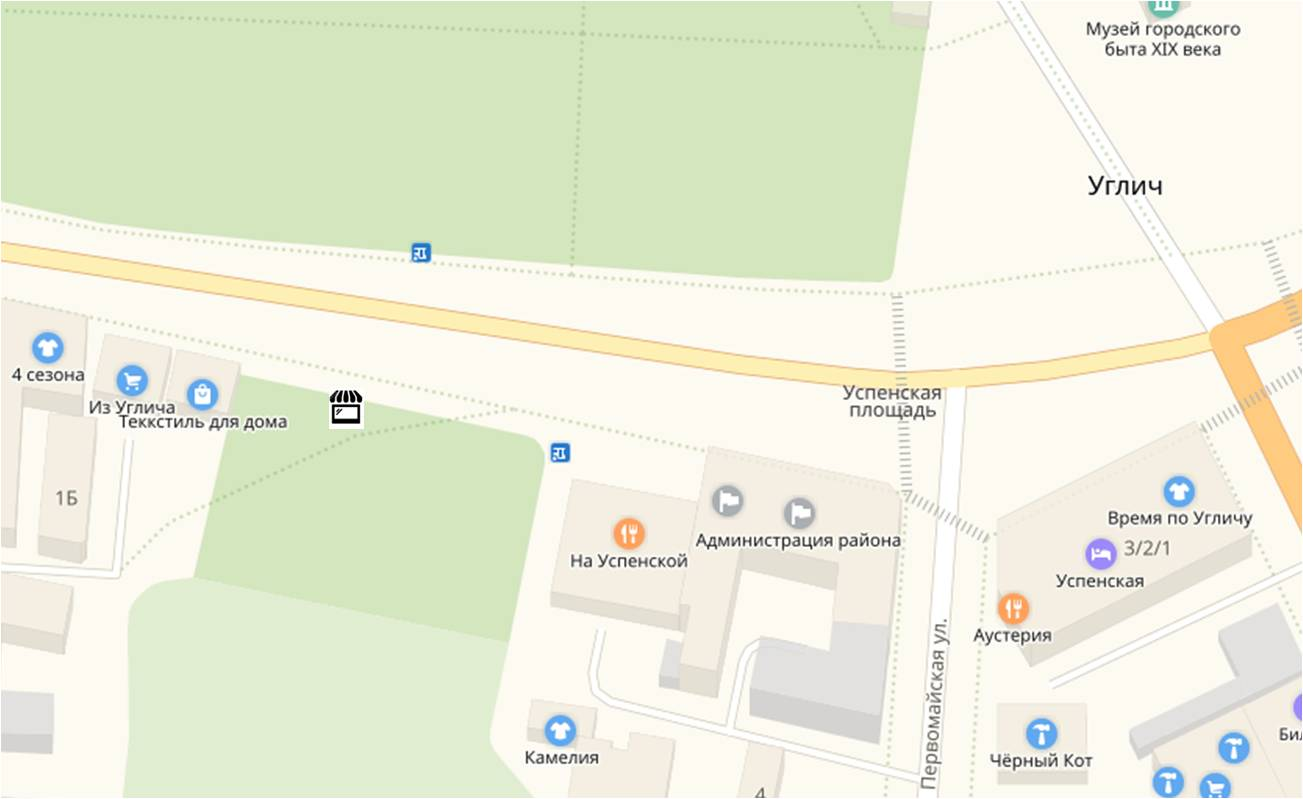 Музей городского
быта XIX века
Углич
4 сезона
Из Углича
Теккстиль для дома
Успенская
площадь
1Б
На Успенской
Администрация района
Время по Угличу
3/2/1
Успенская
Аустерия
Первомайская ул.
Камелия
Чёрный Кот
4